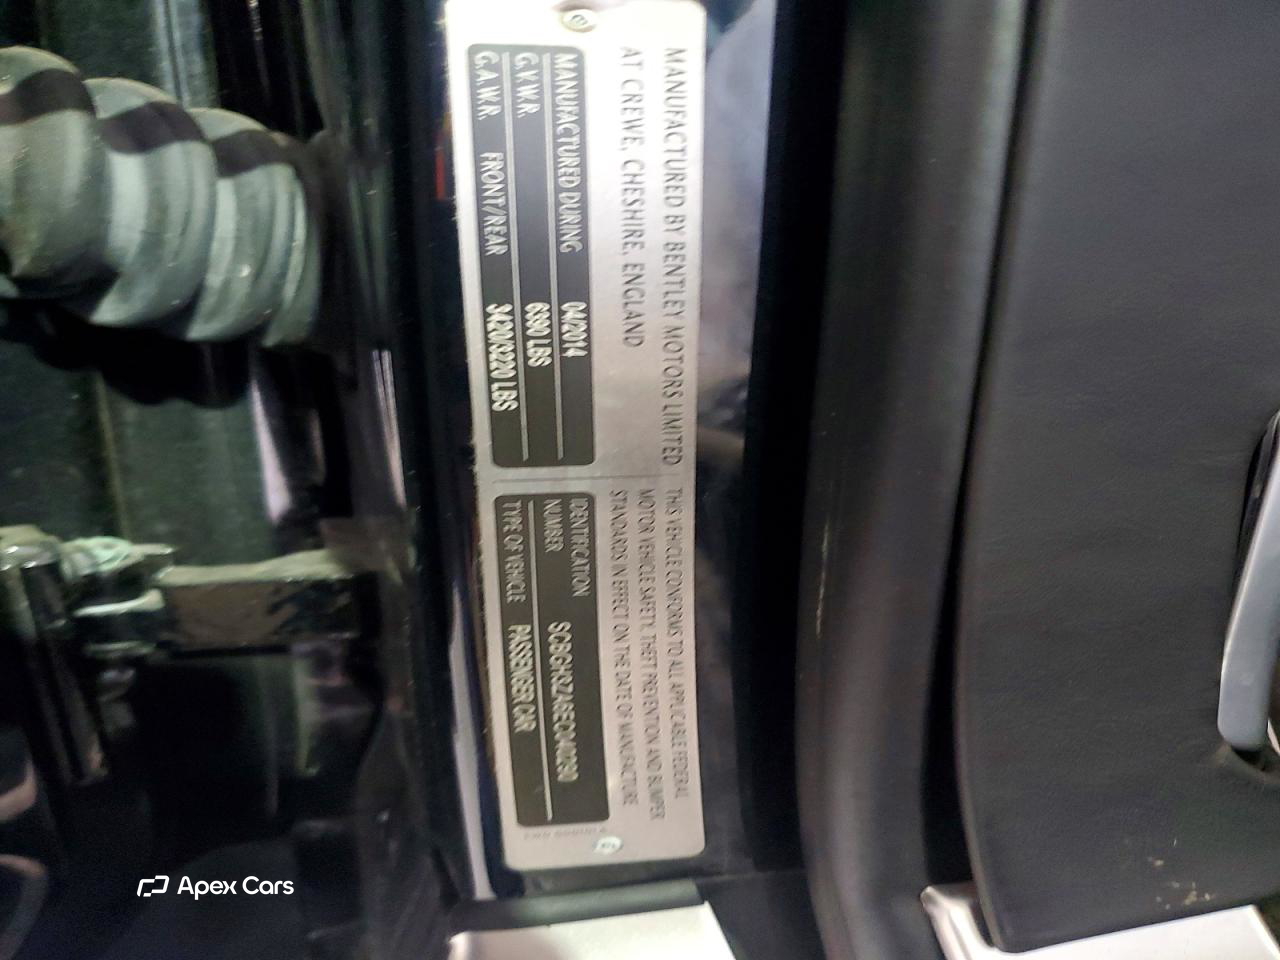 MANUFACTURED BY BENTLEY MOTORS LIMITED
AT CREWE, CHESHIRE, ENGLAND
MANUFACTURED DURING 04/2014
G.V.W.R. 6390 LBS
G.A.W.R. FRONT/REAR 3420/3220 LBS
THIS VEHICLE CONFORMS TO ALL APPLICABLE FEDERAL
MOTOR VEHICLE SAFETY, THEFT PREVENTION AND BUMPER
STANDARDS IN EFFECT ON THE DATE OF MANUFACTURE
IDENTIFICATION
NUMBER
TYPE OF VEHICLE PASSENGER CAR
Apex Cars